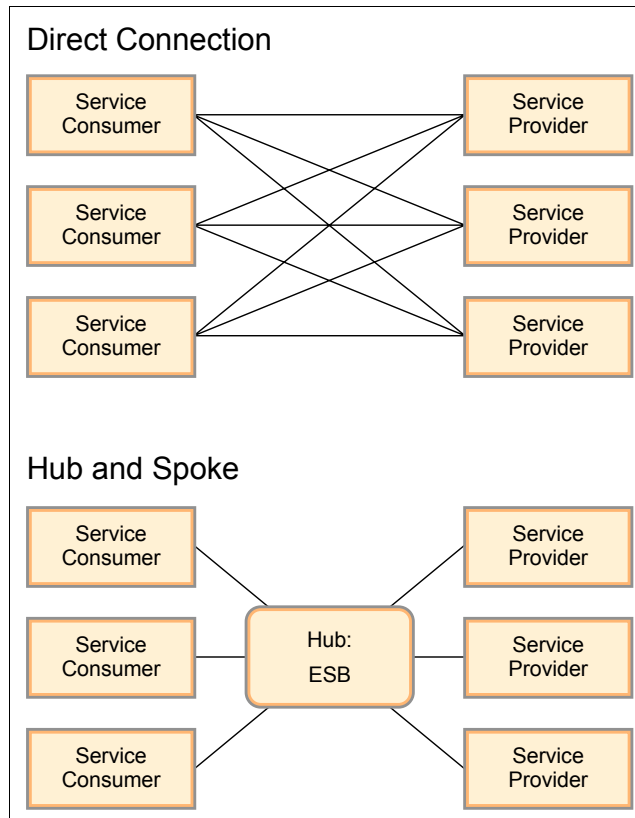 Direct Connection
Service
Consumer
Service
Provider
Service
Consumer
Service
Provider
Service
Consumer
Service
Provider
Hub and Spoke
Service
Consumer
Service
Provider
Hub:
ESB
Service
Consumer
Service
Provider
Service
Consumer
Service
Provider